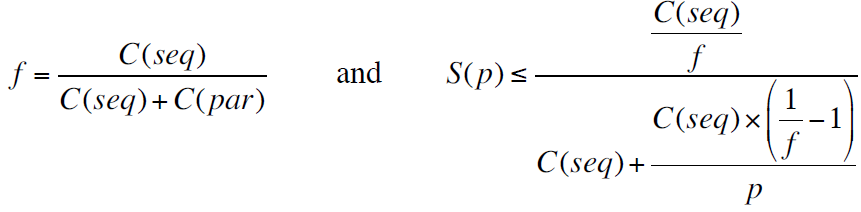 f = C(seq) / (C(seq) + C(par)) and S(p) ≤ (C(seq) / f) / (C(seq) + (C(seq) × (1/f − 1)) / p)